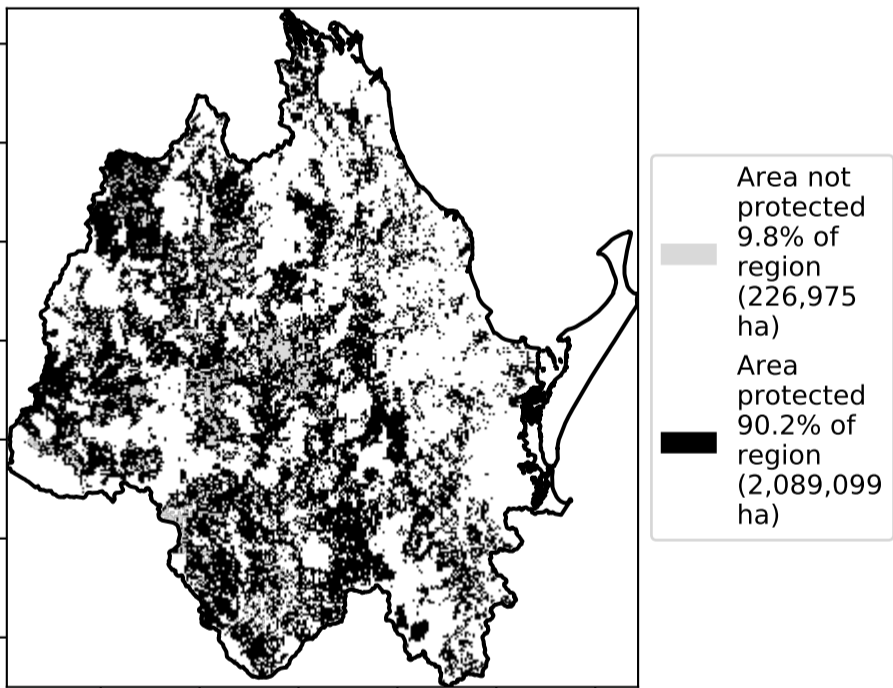 Area not
protected
9.8% of
region
(226,975
ha)
Area
protected
90.2% of
region
(2,089,099
ha)